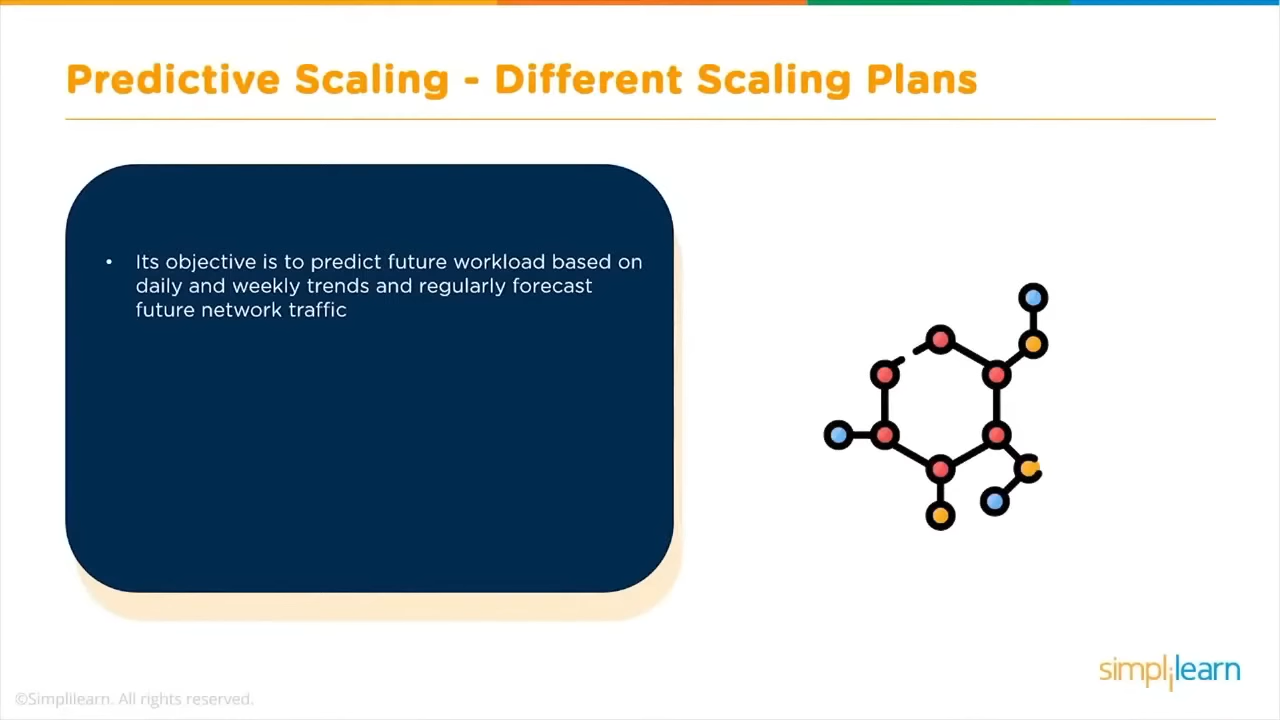 Predictive Scaling - Different Scaling Plans
• Its objective is to predict future workload based on
daily and weekly trends and regularly forecast
future network traffic
simplilearn
©Simplilearn. All rights reserved.